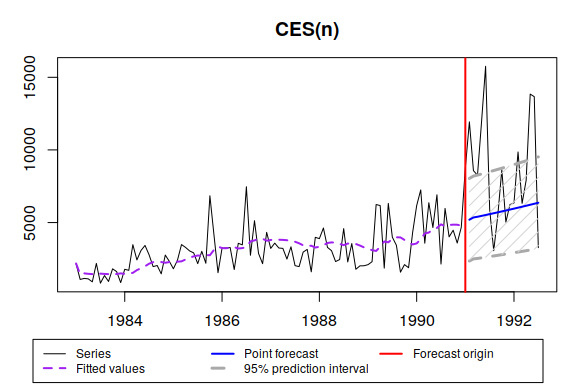 CES(n)
15000
10000
5000
1984 1986 1988 1990 1992
Series Point forecast Forecast origin
Fitted values 95% prediction interval